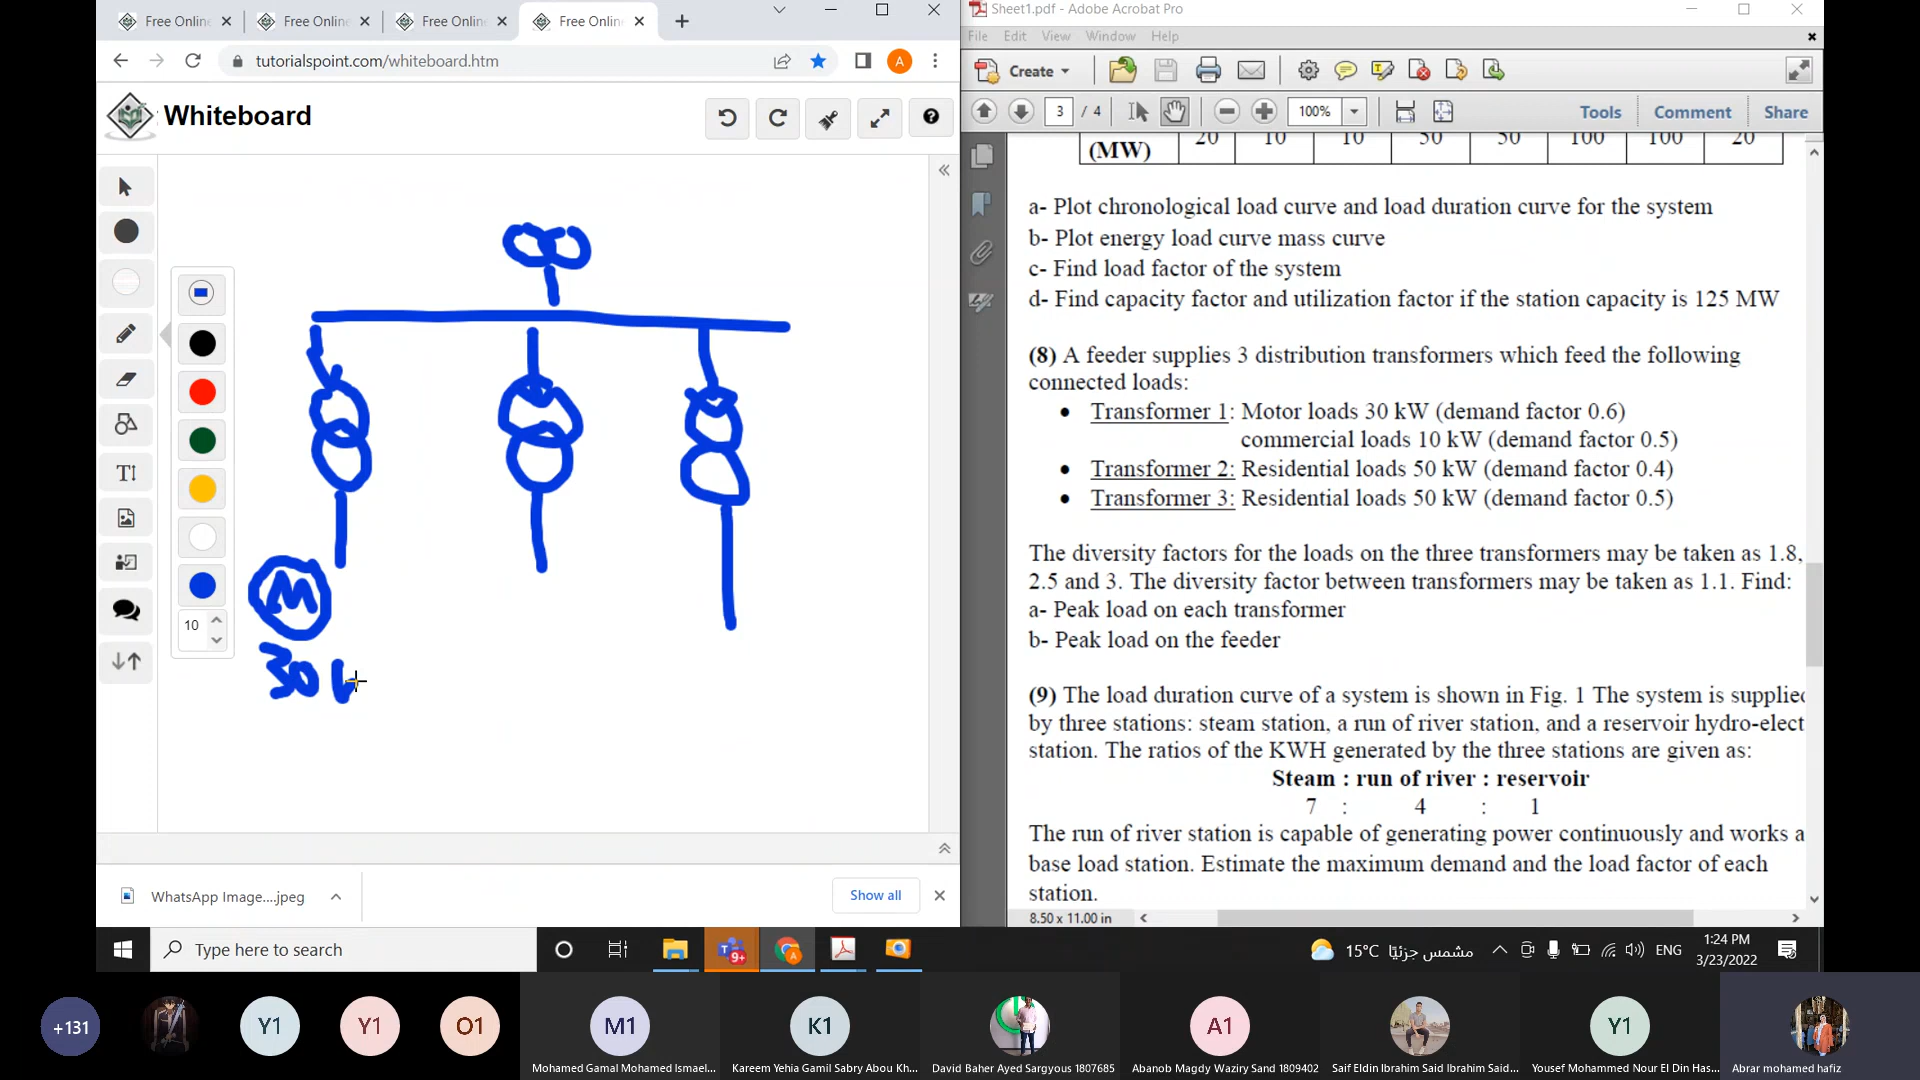 Free Online
Free Online
Free Online
Free Online
tutorialspoint.com/whiteboard.htm
A
Whiteboard
10
M
30
WhatsApp Image....jpeg
Show all
Sheet1.pdf - Adobe Acrobat Pro
File Edit View Window Help
Create
3 / 4
100%
Tools Comment Share
(MW) 20 10 10 50 50 100 100 20
a- Plot chronological load curve and load duration curve for the system
b- Plot energy load curve mass curve
c- Find load factor of the system
d- Find capacity factor and utilization factor if the station capacity is 125 MW
(8) A feeder supplies 3 distribution transformers which feed the following
connected loads:
• Transformer 1: Motor loads 30 kW (demand factor 0.6)
commercial loads 10 kW (demand factor 0.5)
• Transformer 2: Residential loads 50 kW (demand factor 0.4)
• Transformer 3: Residential loads 50 kW (demand factor 0.5)
The diversity factors for the loads on the three transformers may be taken as 1.8,
2.5 and 3. The diversity factor between transformers may be taken as 1.1. Find:
a- Peak load on each transformer
b- Peak load on the feeder
(9) The load duration curve of a system is shown in Fig. 1 The system is supplied
by three stations: steam station, a run of river station, and a reservoir hydro-elect
station. The ratios of the KWH generated by the three stations are given as:
Steam : run of river : reservoir
7 : 4 : 1
The run of river station is capable of generating power continuously and works a
base load station. Estimate the maximum demand and the load factor of each
station.
8.50 x 11.00 in
Type here to search
9+
15°C مشمس جزئيًا
ENG
1:24 PM
3/23/2022
+131
Y1
Y1
O1
M1
K1
A1
Y1
Mohamed Gamal Mohamed Ismael...
Kareem Yehia Gamil Sabry Abou Kh...
David Baher Ayed Sargyous 1807685
Abanob Magdy Waziry Sand 1809402
Saif Eldin Ibrahim Said Ibrahim Said...
Yousef Mohammed Nour El Din Has...
Abrar mohamed hafiz